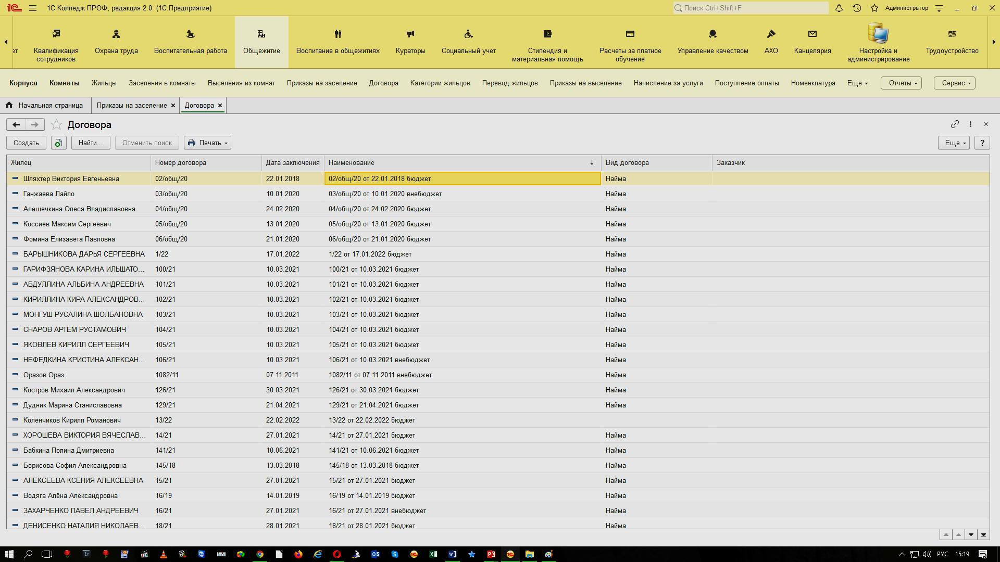 1С Колледж ПРОФ, редакция 2.0 (1С:Предприятие)
Поиск Ctrl+Shift+F
Администратор
ет
Квалификация сотрудников
Охрана труда
Воспитательная работа
Общежитие
Воспитание в общежитиях
Кураторы
Социальный учет
Стипендия и материальная помощь
Расчеты за платное обучение
Управление качеством
АХО
Канцелярия
Настройка и администрирование
Трудоустройство
Корпуса Комнаты Жильцы Заселения в комнаты Выселения из комнат Приказы на заселение Договора Категории жильцов Перевод жильцов Приказы на выселение Начисление за услуги Поступление оплаты Номенклатура Еще Отчеты Сервис
Начальная страница Приказы на заселение × Договора ×
Договора
Создать Найти... Отменить поиск Печать Еще ?
Жилец Номер договора Дата заключения Наименование ↓ Вид договора Заказчик
Шляхтер Виктория Евгеньевна 02/общ/20 22.01.2018 02/общ/20 от 22.01.2018 бюджет Найма
Ганжаева Лайло 03/общ/20 10.01.2020 03/общ/20 от 10.01.2020 внебюджет Найма
Алешечкина Олеся Владиславовна 04/общ/20 24.02.2020 04/общ/20 от 24.02.2020 бюджет Найма
Коссиев Максим Сергеевич 05/общ/20 13.01.2020 05/общ/20 от 13.01.2020 бюджет Найма
Фомина Елизавета Павловна 06/общ/20 21.01.2020 06/общ/20 от 21.01.2020 бюджет Найма
БАРЫШНИКОВА ДАРЬЯ СЕРГЕЕВНА 1/22 17.01.2022 1/22 от 17.01.2022 бюджет Найма
ГАРИФЗЯНОВА КАРИНА ИЛЬШАТО... 100/21 10.03.2021 100/21 от 10.03.2021 бюджет Найма
АБДУЛЛИНА АЛЬБИНА АНДРЕЕВНА 101/21 10.03.2021 101/21 от 10.03.2021 бюджет Найма
КИРИЛЛИНА КИРА АЛЕКСАНДРОВ... 102/21 10.03.2021 102/21 от 10.03.2021 бюджет Найма
МОНГУШ РУСАЛИНА ШОЛБАНОВНА 103/21 10.03.2021 103/21 от 10.03.2021 бюджет Найма
СНАРОВ АРТЁМ РУСТАМОВИЧ 104/21 10.03.2021 104/21 от 10.03.2021 бюджет Найма
ЯКОВЛЕВ КИРИЛЛ СЕРГЕЕВИЧ 105/21 10.03.2021 105/21 от 10.03.2021 бюджет Найма
НЕФЕДКИНА КРИСТИНА АЛЕКСАН... 106/21 10.03.2021 106/21 от 10.03.2021 внебюджет Найма
Оразов Ораз 1082/11 07.11.2011 1082/11 от 07.11.2011 внебюджет Найма
Костров Михаил Александрович 126/21 30.03.2021 126/21 от 30.03.2021 бюджет Найма
Дудник Марина Станиславовна 129/21 21.04.2021 129/21 от 21.04.2021 бюджет Найма
Коленчиков Кирилл Романович 13/22 22.02.2022 13/22 от 22.02.2022 бюджет
ХОРОШЕВА ВИКТОРИЯ ВЯЧЕСЛАВ... 14/21 27.01.2021 14/21 от 27.01.2021 бюджет Найма
Бабкина Полина Дмитриевна 141/21 10.06.2021 141/21 от 10.06.2021 бюджет Найма
Борисова София Александровна 145/18 13.03.2018 145/18 от 13.03.2018 бюджет Найма
АЛЕКСЕЕВА КСЕНИЯ АЛЕКСЕЕВНА 15/21 27.01.2021 15/21 от 27.01.2021 бюджет Найма
Водяга Алёна Александровна 16/19 14.01.2019 16/19 от 14.01.2019 бюджет Найма
ЗАХАРЧЕНКО ПАВЕЛ АНДРЕЕВИЧ 16/21 27.01.2021 16/21 от 27.01.2021 внебюджет Найма
ДЕНИСЕНКО НАТАЛИЯ НИКОЛАЕВ... 18/21 28.01.2021 18/21 от 28.01.2021 бюджет Найма
РУС 15:19